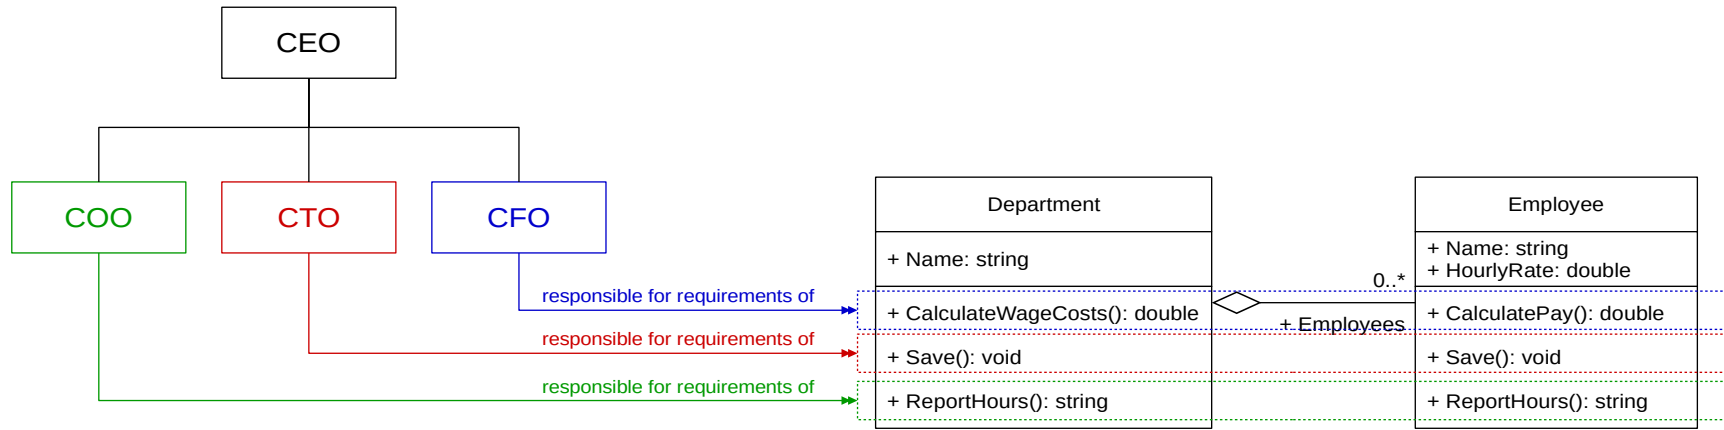 CEO
COO
CTO
CFO
responsible for requirements of
responsible for requirements of
responsible for requirements of
Department
+ Name: string
+ CalculateWageCosts(): double
+ Save(): void
+ ReportHours(): string
0..*
+ Employees
Employee
+ Name: string
+ HourlyRate: double
+ CalculatePay(): double
+ Save(): void
+ ReportHours(): string